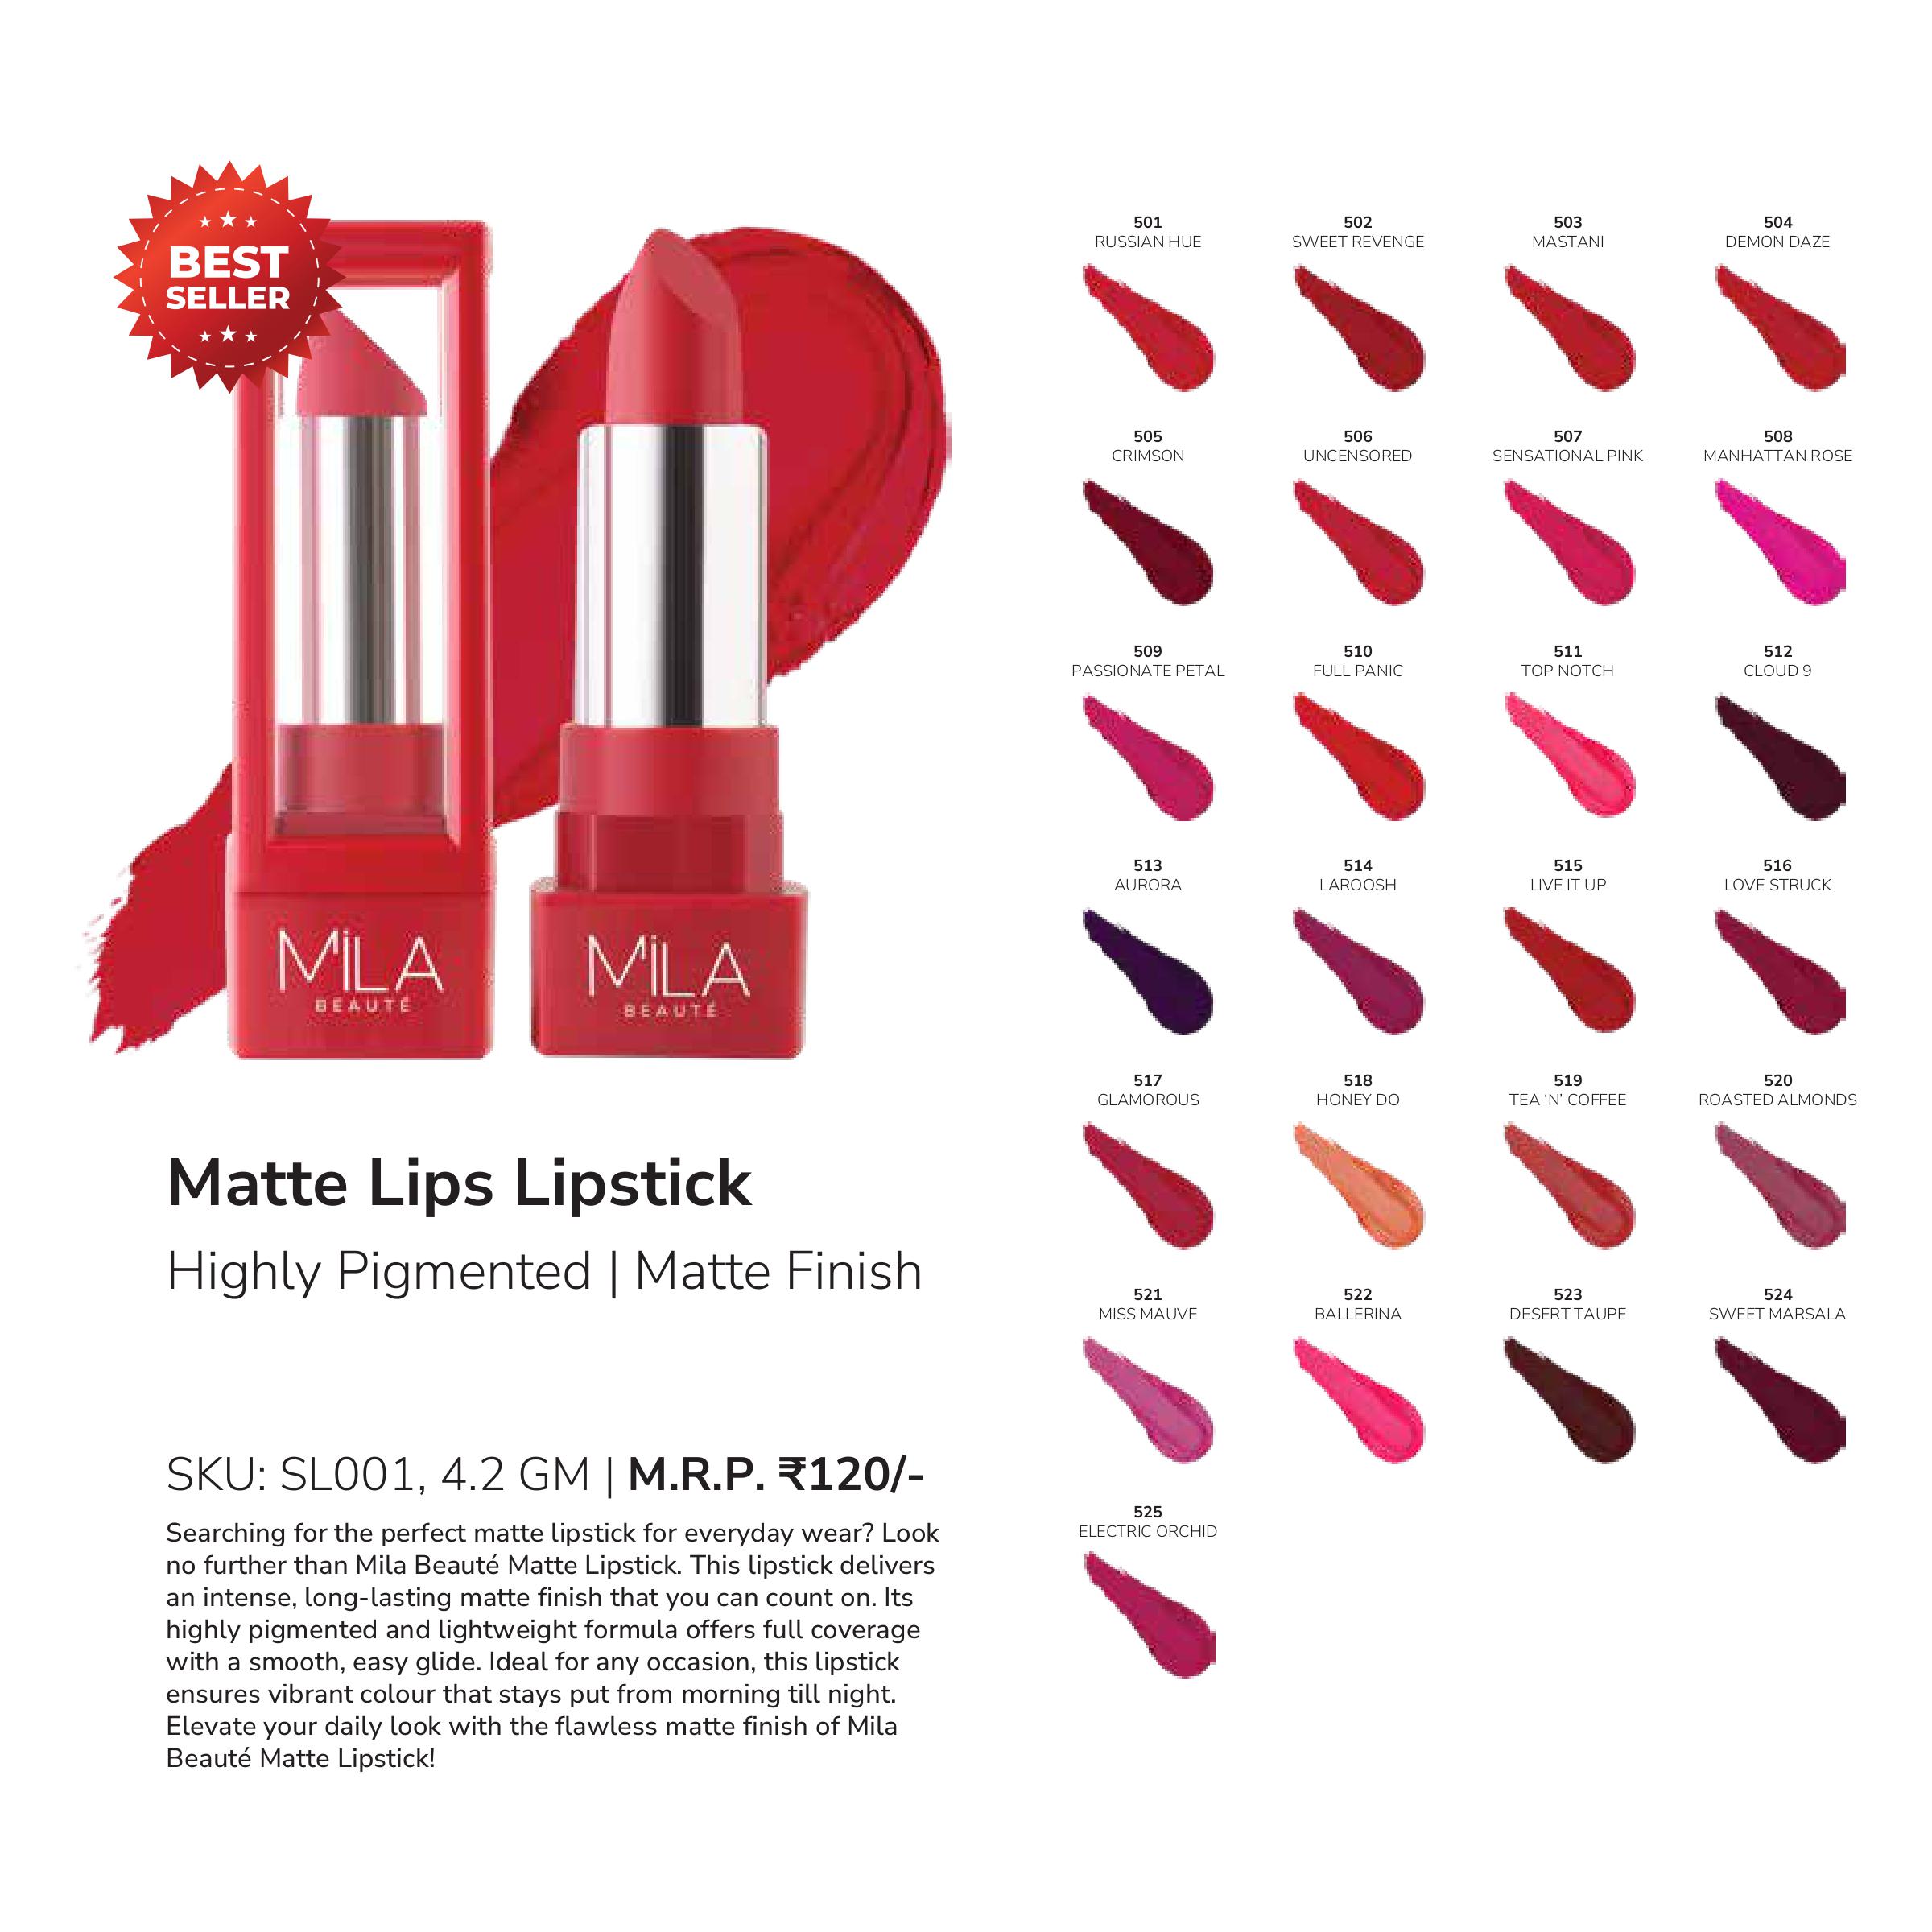 BEST
SELLER
MiLA
BEAUTÉ
MiLA
BEAUTÉ
Matte Lips Lipstick
Highly Pigmented | Matte Finish
SKU: SL001, 4.2 GM | M.R.P. ₹120/-
Searching for the perfect matte lipstick for everyday wear? Look
no further than Mila Beauté Matte Lipstick. This lipstick delivers
an intense, long-lasting matte finish that you can count on. Its
highly pigmented and lightweight formula offers full coverage
with a smooth, easy glide. Ideal for any occasion, this lipstick
ensures vibrant colour that stays put from morning till night.
Elevate your daily look with the flawless matte finish of Mila
Beauté Matte Lipstick!
501
RUSSIAN HUE
502
SWEET REVENGE
503
MASTANI
504
DEMON DAZE
505
CRIMSON
506
UNCENSORED
507
SENSATIONAL PINK
508
MANHATTAN ROSE
509
PASSIONATE PETAL
510
FULL PANIC
511
TOP NOTCH
512
CLOUD 9
513
AURORA
514
LAROOSH
515
LIVE IT UP
516
LOVE STRUCK
517
GLAMOROUS
518
HONEY DO
519
TEA ‘N’ COFFEE
520
ROASTED ALMONDS
521
MISS MAUVE
522
BALLERINA
523
DESERT TAUPE
524
SWEET MARSALA
525
ELECTRIC ORCHID